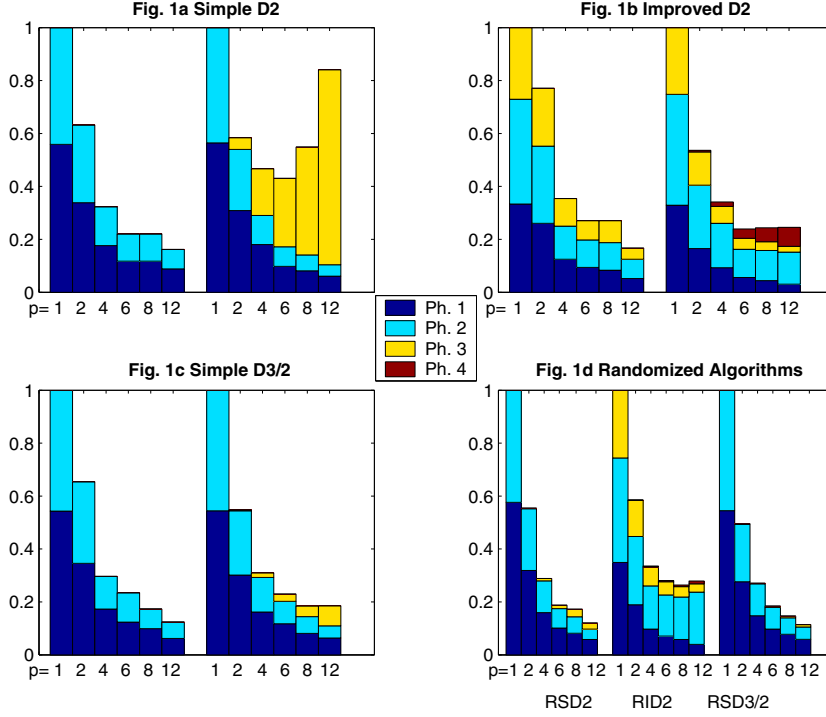 Fig. 1a Simple D2
Fig. 1b Improved D2
1
0.8
0.6
0.4
0.2
0
p= 1 2 4 6 8 12 1 2 4 6 8 12
1
0.8
0.6
0.4
0.2
0
p= 1 2 4 6 8 12 1 2 4 6 8 12
Ph. 1
Ph. 2
Ph. 3
Ph. 4
Fig. 1c Simple D3/2
Fig. 1d Randomized Algorithms
1
0.8
0.6
0.4
0.2
0
p= 1 2 4 6 8 12 1 2 4 6 8 12
1
0.8
0.6
0.4
0.2
0
p=1 2 4 6 8 12 1 2 4 6 8 12 1 2 4 6 8 12
RSD2 RID2 RSD3/2